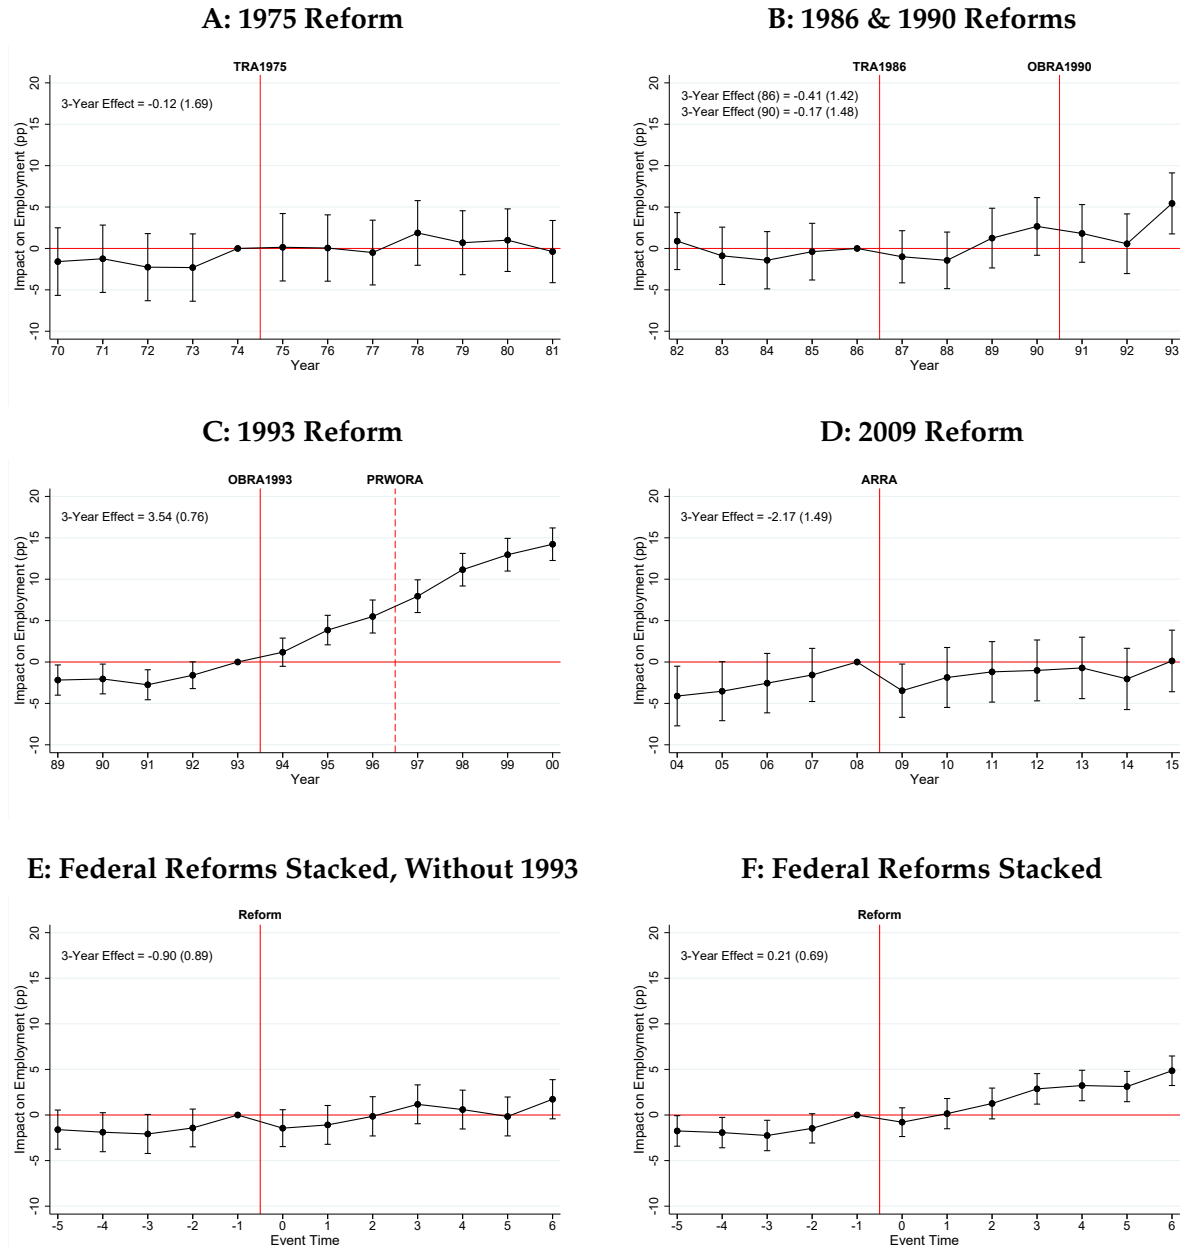 A: 1975 Reform
TRA1975
3-Year Effect = -0.12 (1.69)
Impact on Employment (pp)
20
15
10
5
0
-5
-10
70 71 72 73 74 75 76 77 78 79 80 81
Year
B: 1986 & 1990 Reforms
TRA1986 OBRA1990
3-Year Effect (86) = -0.41 (1.42)
3-Year Effect (90) = -0.17 (1.48)
Impact on Employment (pp)
20
15
10
5
0
-5
-10
82 83 84 85 86 87 88 89 90 91 92 93
Year
C: 1993 Reform
OBRA1993 PRWORA
3-Year Effect = 3.54 (0.76)
Impact on Employment (pp)
20
15
10
5
0
-5
-10
89 90 91 92 93 94 95 96 97 98 99 00
Year
D: 2009 Reform
ARRA
3-Year Effect = -2.17 (1.49)
Impact on Employment (pp)
20
15
10
5
0
-5
-10
04 05 06 07 08 09 10 11 12 13 14 15
Year
E: Federal Reforms Stacked, Without 1993
Reform
3-Year Effect = -0.90 (0.89)
Impact on Employment (pp)
20
15
10
5
0
-5
-10
-5 -4 -3 -2 -1 0 1 2 3 4 5 6
Event Time
F: Federal Reforms Stacked
Reform
3-Year Effect = 0.21 (0.69)
Impact on Employment (pp)
20
15
10
5
0
-5
-10
-5 -4 -3 -2 -1 0 1 2 3 4 5 6
Event Time